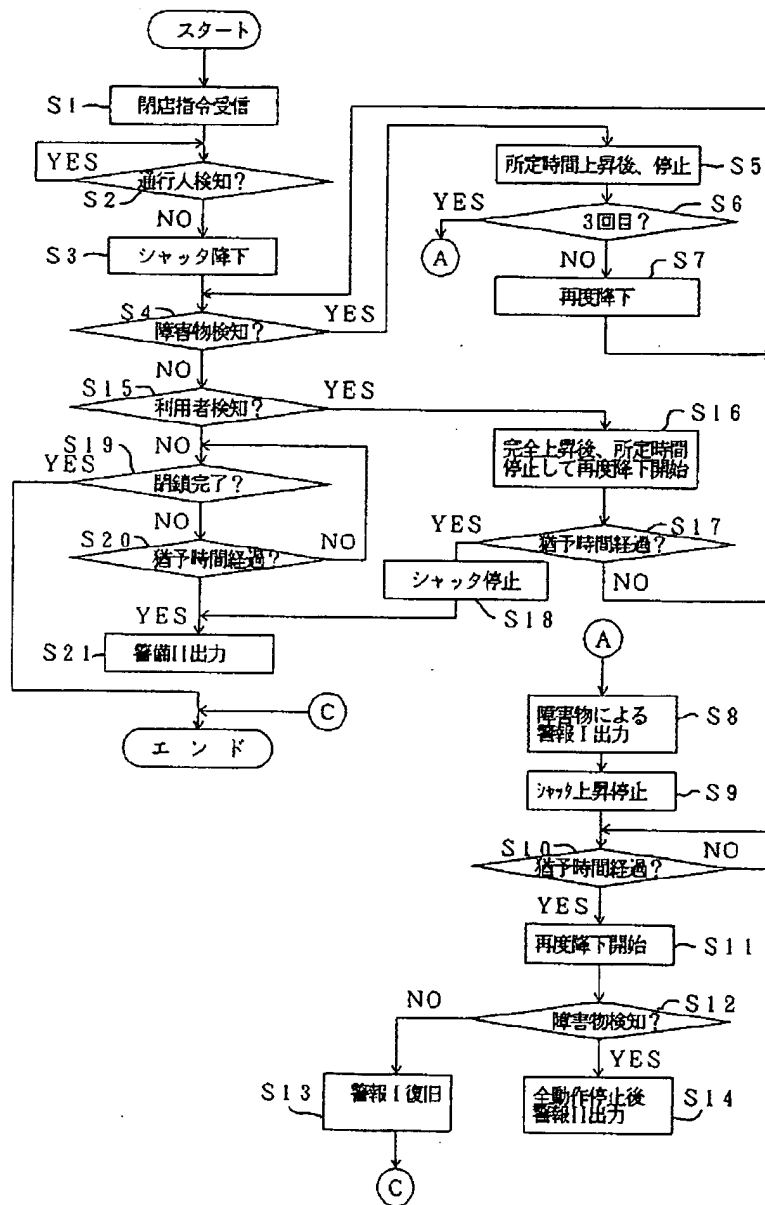 スタート
S1
閉店指令受信
YES
通行人検知?
S2
NO
S3
シャッタ降下
S4
障害物検知?
YES
NO
所定時間上昇後、停止
S5
YES
S6
3回目?
A
NO
S7
再度降下
S15
利用者検知?
YES
NO
S16
完全上昇後、所定時間
停止して再度降下開始
YES
S17
猶予時間経過?
NO
シャッタ停止
S18
S19
YES
閉鎖完了?
NO
S20
猶予時間経過?
NO
YES
S21
警備II出力
C
エンド
A
障害物による
警報I出力
S8
シャッタ上昇停止
S9
S10
猶予時間経過?
NO
YES
再度降下開始
S11
NO
S12
障害物検知?
YES
S13
警報I復旧
全動作停止後
警報II出力
S14
C